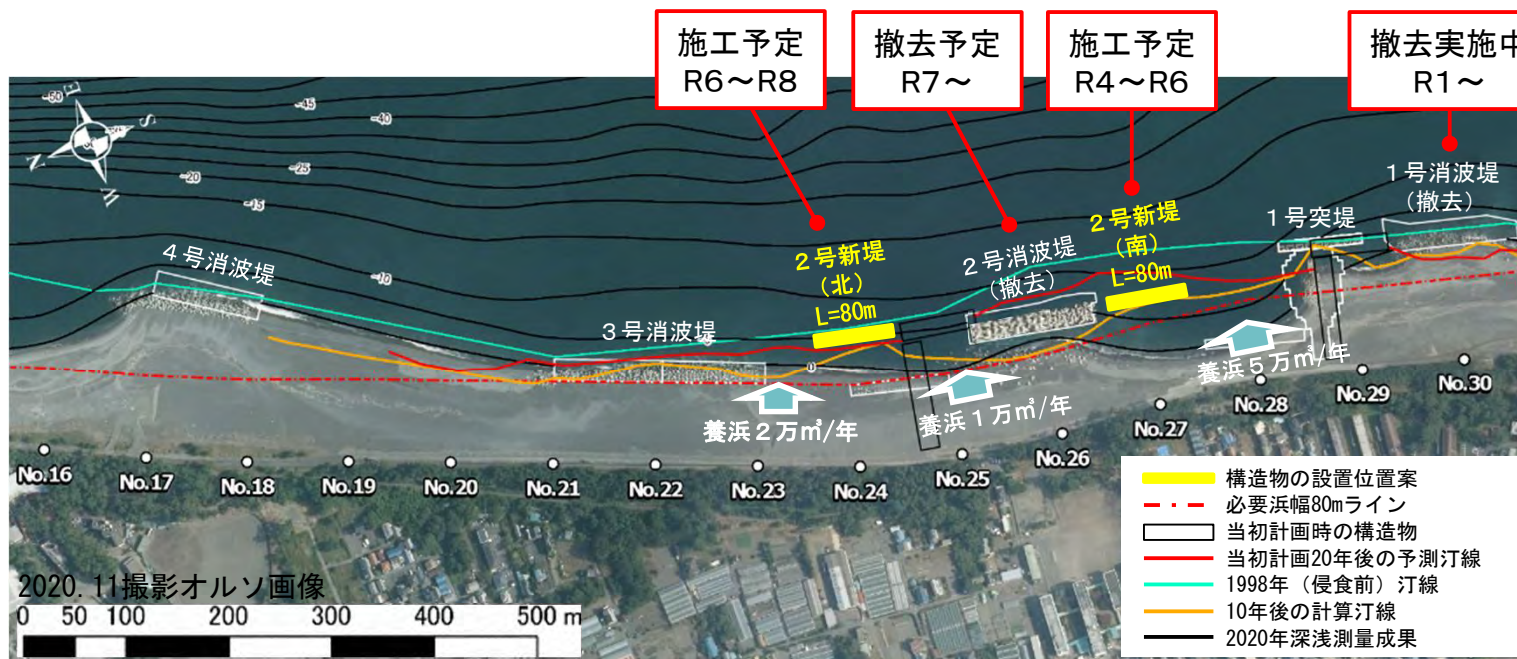 施工予定
R6~R8
撤去予定
R7~
施工予定
R4~R6
撤去実施中
R1~
-50
-45
-40
-25
-20
-15
-10
0
E
S
N
W
4号消波堤
3号消波堤
2号新堤
(北)
L=80m
2号消波堤
(撤去)
2号新堤
(南)
L=80m
1号突堤
1号消波堤
(撤去)
養浜2万㎥/年
養浜1万㎥/年
養浜5万㎥/年
No.16
No.17
No.18
No.19
No.20
No.21
No.22
No.23
No.24
No.25
No.26
No.27
No.28
No.29
No.30
構造物の設置位置案
必要浜幅80mライン
当初計画時の構造物
当初計画20年後の予測汀線
1998年(侵食前)汀線
10年後の計算汀線
2020年深浅測量成果
2020.11撮影オルソ画像
0 50 100 200 300 400 500 m